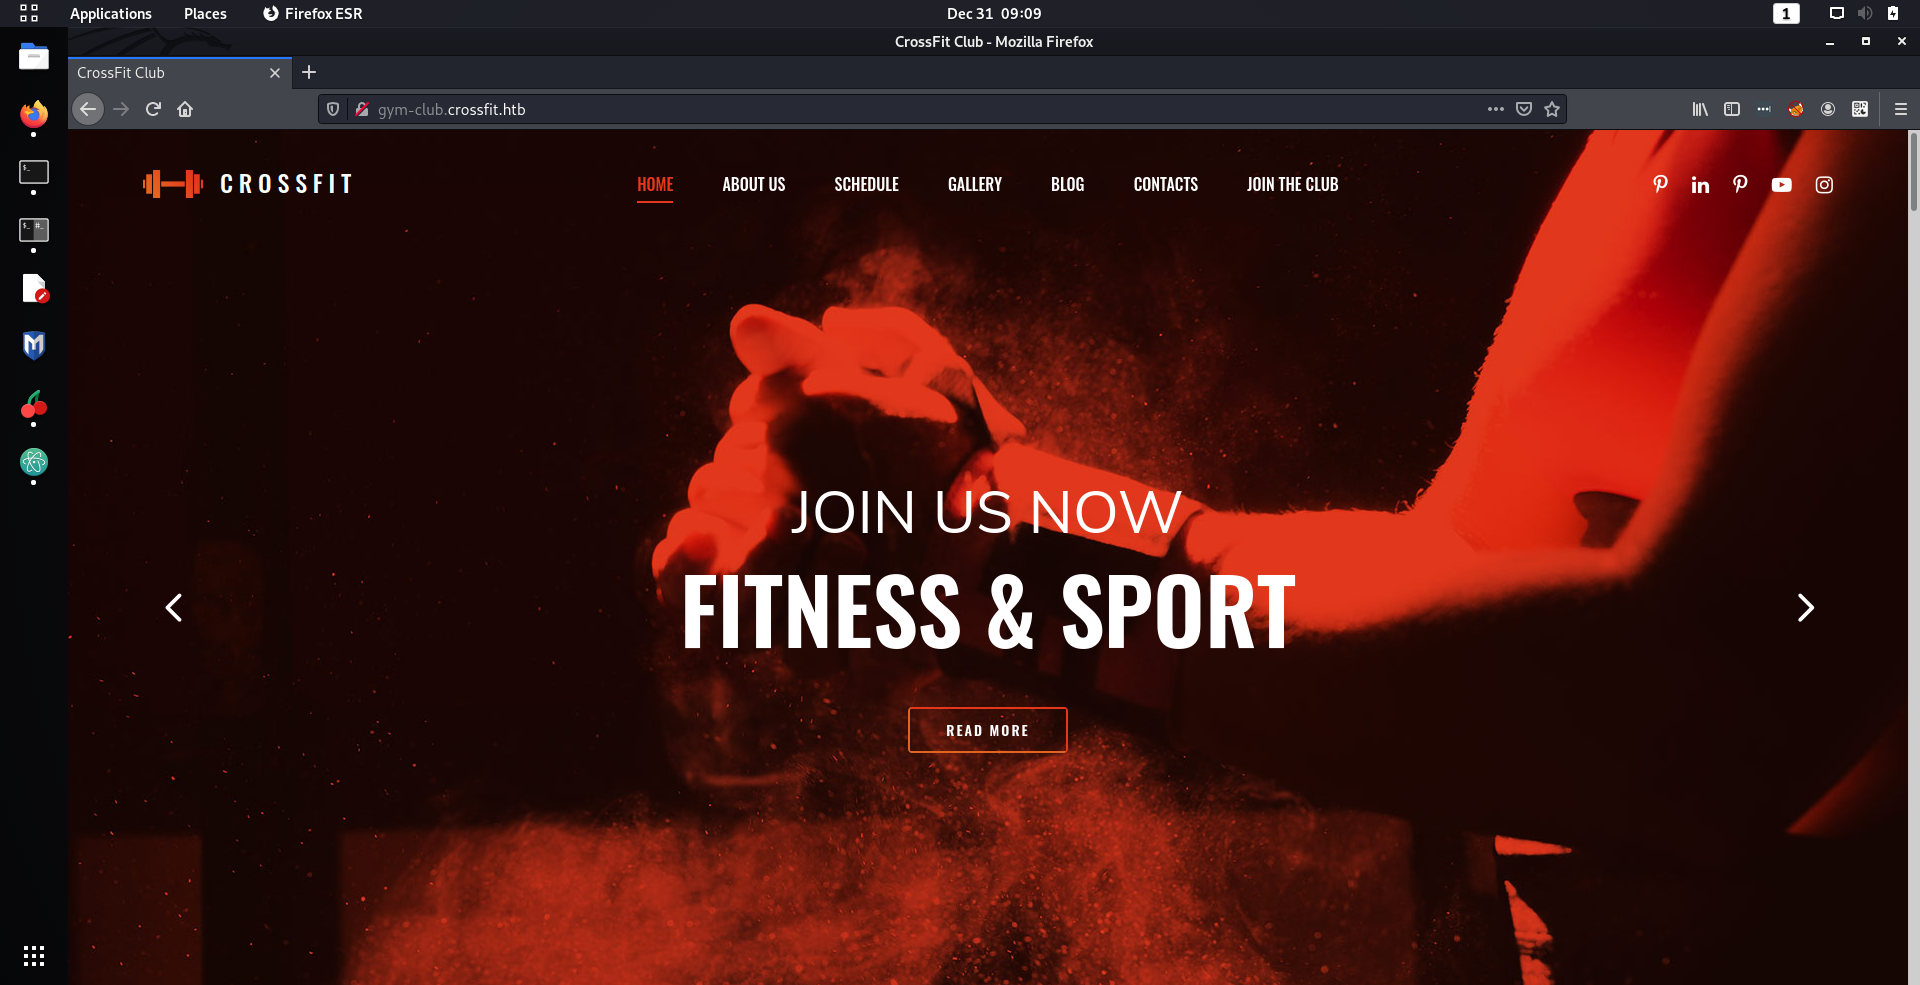 Applications Places Firefox ESR Dec 31 09:09 1
CrossFit Club - Mozilla Firefox
CrossFit Club
gym-club.crossfit.htb
CROSSFIT HOME ABOUT US SCHEDULE GALLERY BLOG CONTACTS JOIN THE CLUB
JOIN US NOW
FITNESS & SPORT
READ MORE